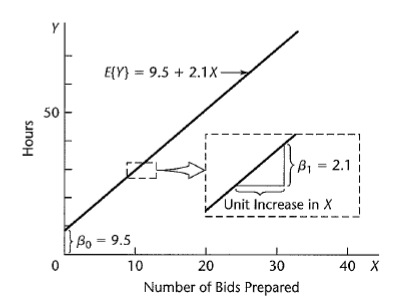 Y
E{Y} = 9.5 + 2.1X
50
Hours
β₁ = 2.1
Unit Increase in X
β₀ = 9.5
0 10 20 30 40 X
Number of Bids Prepared